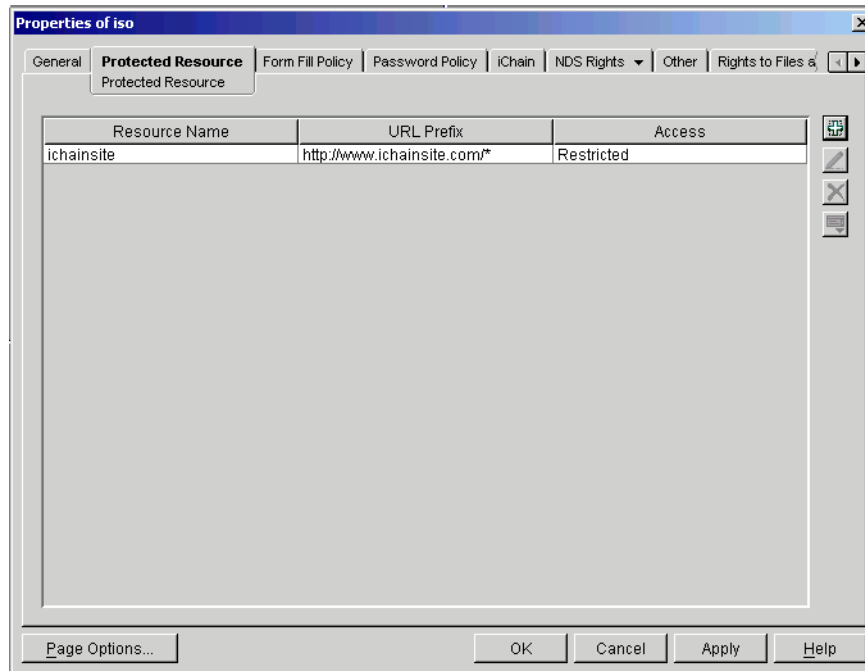 Properties of iso
General Protected Resource Form Fill Policy Password Policy iChain NDS Rights Other Rights to Files a
Protected Resource
Resource Name URL Prefix Access
ichainsite http://www.ichainsite.com/* Restricted
Page Options... OK Cancel Apply Help